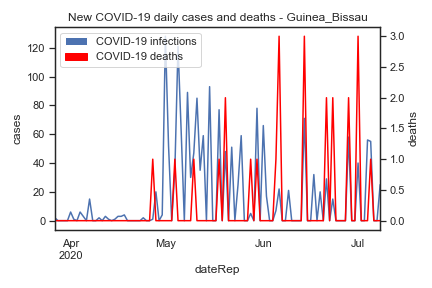 New COVID-19 daily cases and deaths - Guinea_Bissau
COVID-19 infections
COVID-19 deaths
120
100
80
60
40
20
0
cases
3.0
2.5
2.0
1.5
1.0
0.5
0.0
deaths
Apr
2020
May
Jun
Jul
dateRep